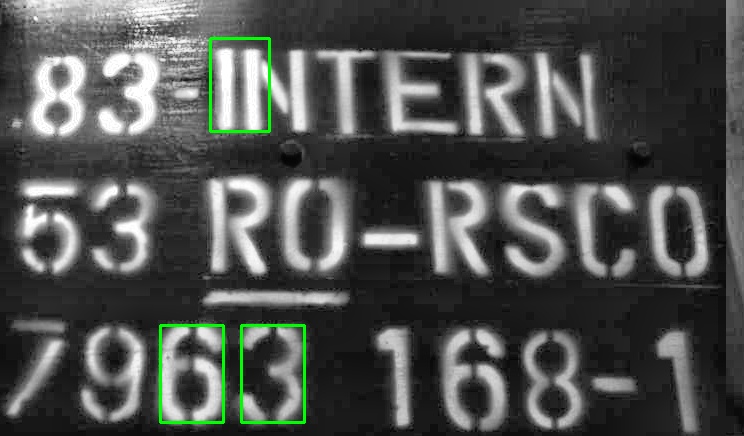 83-INTERN
53 RO-RSCO
7963 168-1